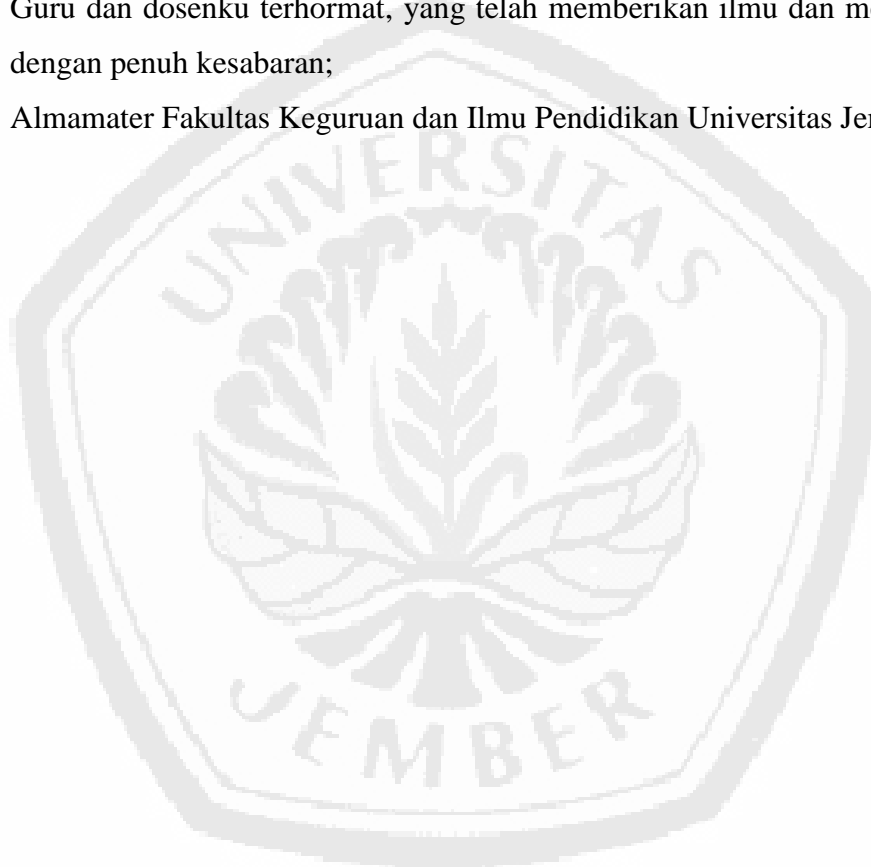 Guru dan dosenku terhormat, yang telah memberikan ilmu dan
dengan penuh kesabaran;
Almamater Fakultas Keguruan dan Ilmu Pendidikan Universitas
UNIVERSITAS
JEMBER